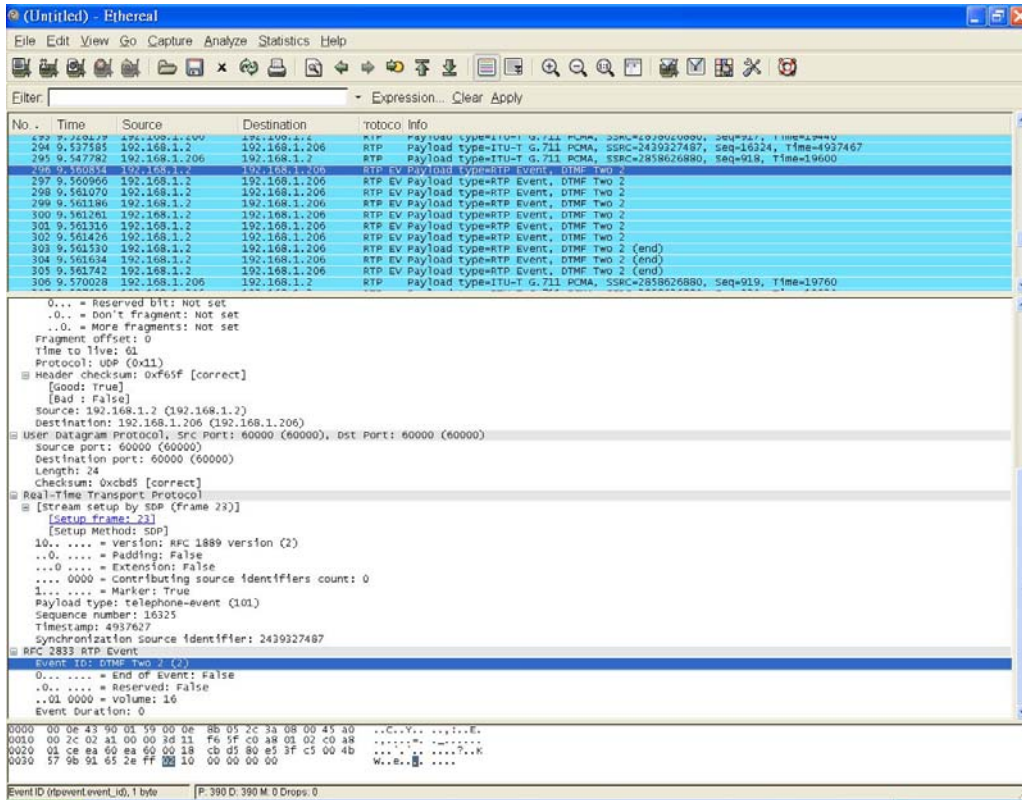 (Untitled) - Ethereal
File Edit View Go Capture Analyze Statistics Help
Filter: Expression... Clear Apply
No. . Time Source Destination rotoco Info
293 9.528159 192.168.1.206 192.168.1.2 RTP Payload type=ITU-T G.711 PCMA, SSRC=2858626880, Seq=917, Time=19440
294 9.537585 192.168.1.2 192.168.1.206 RTP Payload type=ITU-T G.711 PCMA, SSRC=2439327487, Seq=16324, Time=4937467
295 9.547782 192.168.1.206 192.168.1.2 RTP Payload type=ITU-T G.711 PCMA, SSRC=2858626880, Seq=918, Time=19600
296 9.560854 192.168.1.2 192.168.1.206 RTP EV Payload type=RTP Event, DTMF Two 2
297 9.560966 192.168.1.2 192.168.1.206 RTP EV Payload type=RTP Event, DTMF Two 2
298 9.561070 192.168.1.2 192.168.1.206 RTP EV Payload type=RTP Event, DTMF Two 2
299 9.561186 192.168.1.2 192.168.1.206 RTP EV Payload type=RTP Event, DTMF Two 2
300 9.561261 192.168.1.2 192.168.1.206 RTP EV Payload type=RTP Event, DTMF Two 2
301 9.561316 192.168.1.2 192.168.1.206 RTP EV Payload type=RTP Event, DTMF Two 2
302 9.561426 192.168.1.2 192.168.1.206 RTP EV Payload type=RTP Event, DTMF Two 2
303 9.561530 192.168.1.2 192.168.1.206 RTP EV Payload type=RTP Event, DTMF Two 2 (end)
304 9.561634 192.168.1.2 192.168.1.206 RTP EV Payload type=RTP Event, DTMF Two 2 (end)
305 9.561742 192.168.1.2 192.168.1.206 RTP EV Payload type=RTP Event, DTMF Two 2 (end)
306 9.570028 192.168.1.206 192.168.1.2 RTP Payload type=ITU-T G.711 PCMA, SSRC=2858626880, Seq=919, Time=19760
0... = Reserved bit: Not set
.0.. = Don't fragment: Not set
..0. = More fragments: Not set
Fragment offset: 0
Time to live: 61
Protocol: UDP (0x11)
Header checksum: 0xf65f [correct]
[Good: True]
[Bad : False]
Source: 192.168.1.2 (192.168.1.2)
Destination: 192.168.1.206 (192.168.1.206)
User Datagram Protocol, Src Port: 60000 (60000), Dst Port: 60000 (60000)
Source port: 60000 (60000)
Destination port: 60000 (60000)
Length: 24
Checksum: 0xcbd5 [correct]
Real-Time Transport Protocol
[Stream setup by SDP (frame 23)]
[Setup frame: 23]
[Setup Method: SDP]
10.. .... = Version: RFC 1889 Version (2)
..0. .... = Padding: False
...0 .... = Extension: False
.... 0000 = Contributing source identifiers count: 0
1... .... = Marker: True
Payload type: telephone-event (101)
Sequence number: 16325
Timestamp: 4937627
Synchronization Source identifier: 2439327487
RFC 2833 RTP Event
Event ID: DTMF Two 2 (2)
0... .... = End of Event: False
.0.. .... = Reserved: False
..01 0000 = Volume: 16
Event Duration: 0
0000 00 0e 43 90 01 59 00 0e 8b 05 2c 3a 08 00 45 a0 ..C..Y.. ..,:..E.
0010 00 2c 02 a1 00 00 3d 11 f6 5f c0 a8 01 02 c0 a8 .,....=. ._......
0020 01 ce ea 60 ea 60 00 18 cb d5 80 e5 3f c5 00 4b ...`.`.. ....?..K
0030 57 9b 91 65 2e ff 02 10 00 00 00 00 W..e.... ....
Event ID (rtpevent.event_id), 1 byte P: 390 D: 390 M: 0 Drops: 0